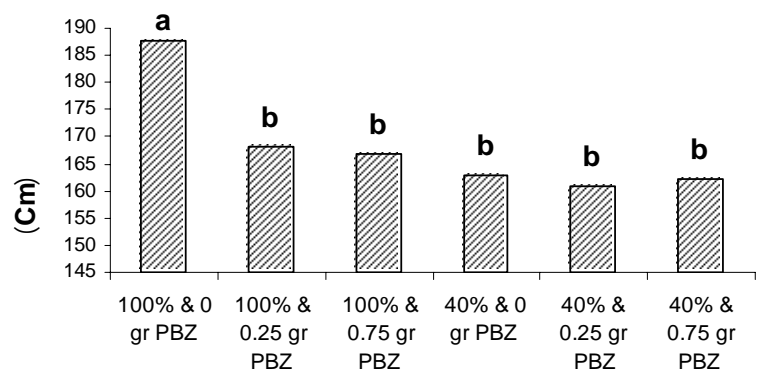 (Cm)
190
185
180
175
170
165
160
155
150
145
a
b
b
b
b
b
100% & 0
gr PBZ
100% &
0.25 gr
PBZ
100% &
0.75 gr
PBZ
40% & 0
gr PBZ
40% &
0.25 gr
PBZ
40% &
0.75 gr
PBZ